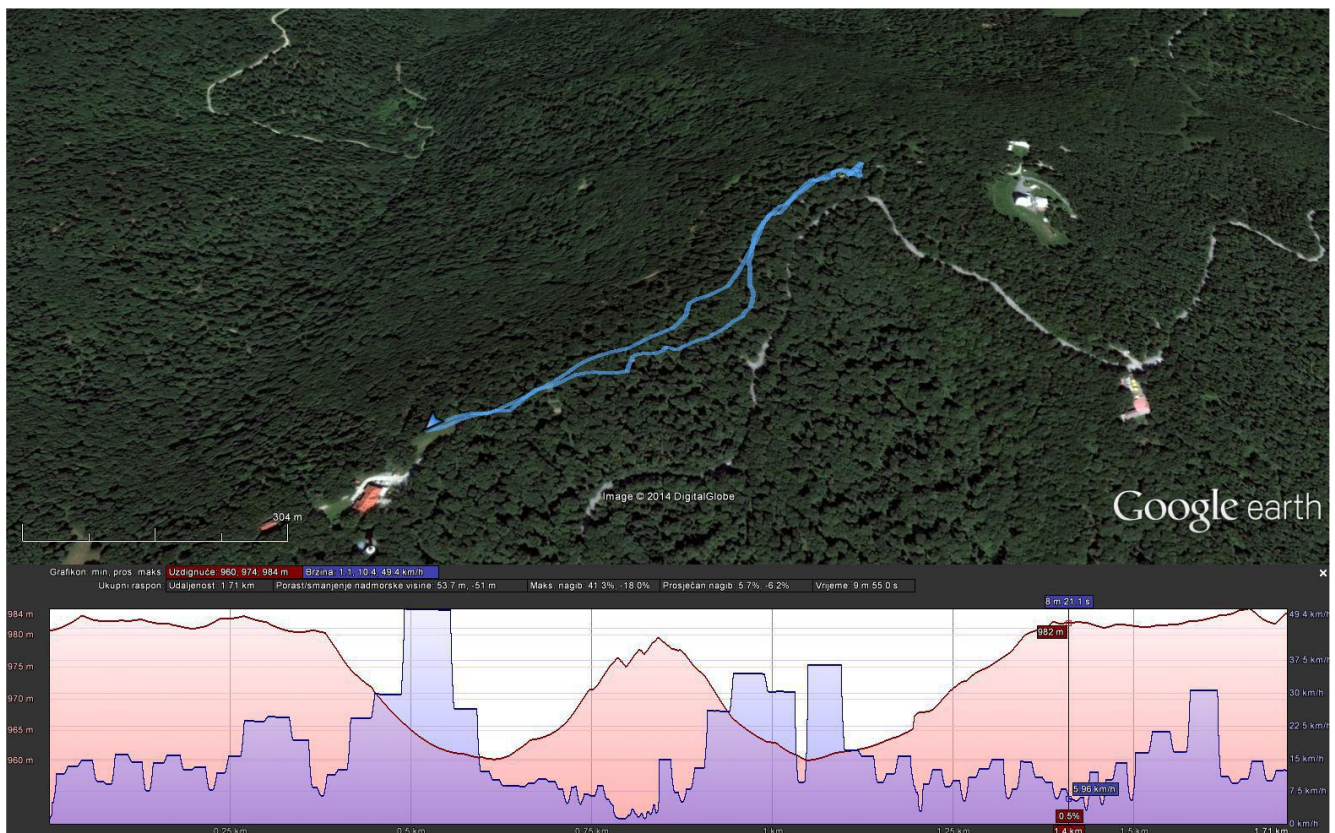 304 m
Image © 2014 DigitalGlobe
Google earth
Grafikon: min, pros. maks. Uzdignuće: 960, 974, 984 m Brzina: 1.1, 10.4, 49.4 km/h
Ukupni raspon: Udaljenost: 1.71 km Porast/smanjenje nadmorske visine: 53.7 m, -51 m Maks. nagib: 41.3%, -18.0% Prosječan nagib: 5.7%, -6.2% Vrijeme: 9 m 55.0 s
8 m 21.1 s
984 m
49.4 km/h
980 m
982 m
975 m
37.5 km/h
970 m
30 km/h
965 m
22.5 km/h
960 m
15 km/h
5.96 km/h
7.5 km/h
0.5%
0 km/h
0.25 km
0.5 km
0.75 km
1 km
1.25 km
1.4 km
1.5 km
1.71 km